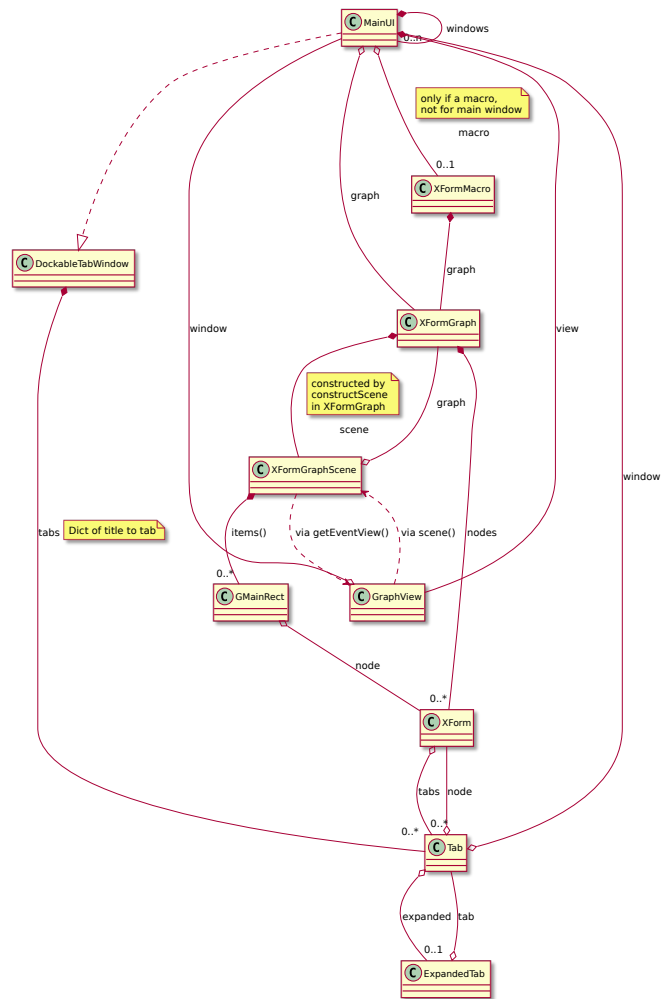 C MainUI
windows
0..n
only if a macro,
not for main window
macro
0..1
C XFormMacro
graph
C DockableTabWindow
graph
C XFormGraph
window
view
constructed by
constructScene
in XFormGraph
graph
scene
C XFormGraphScene
window
tabs
Dict of title to tab
items()
via getEventView()
via scene()
nodes
0..*
C GMainRect
C GraphView
node
0..*
C XForm
tabs
node
0..*
0..*
C Tab
expanded
tab
0..1
C ExpandedTab